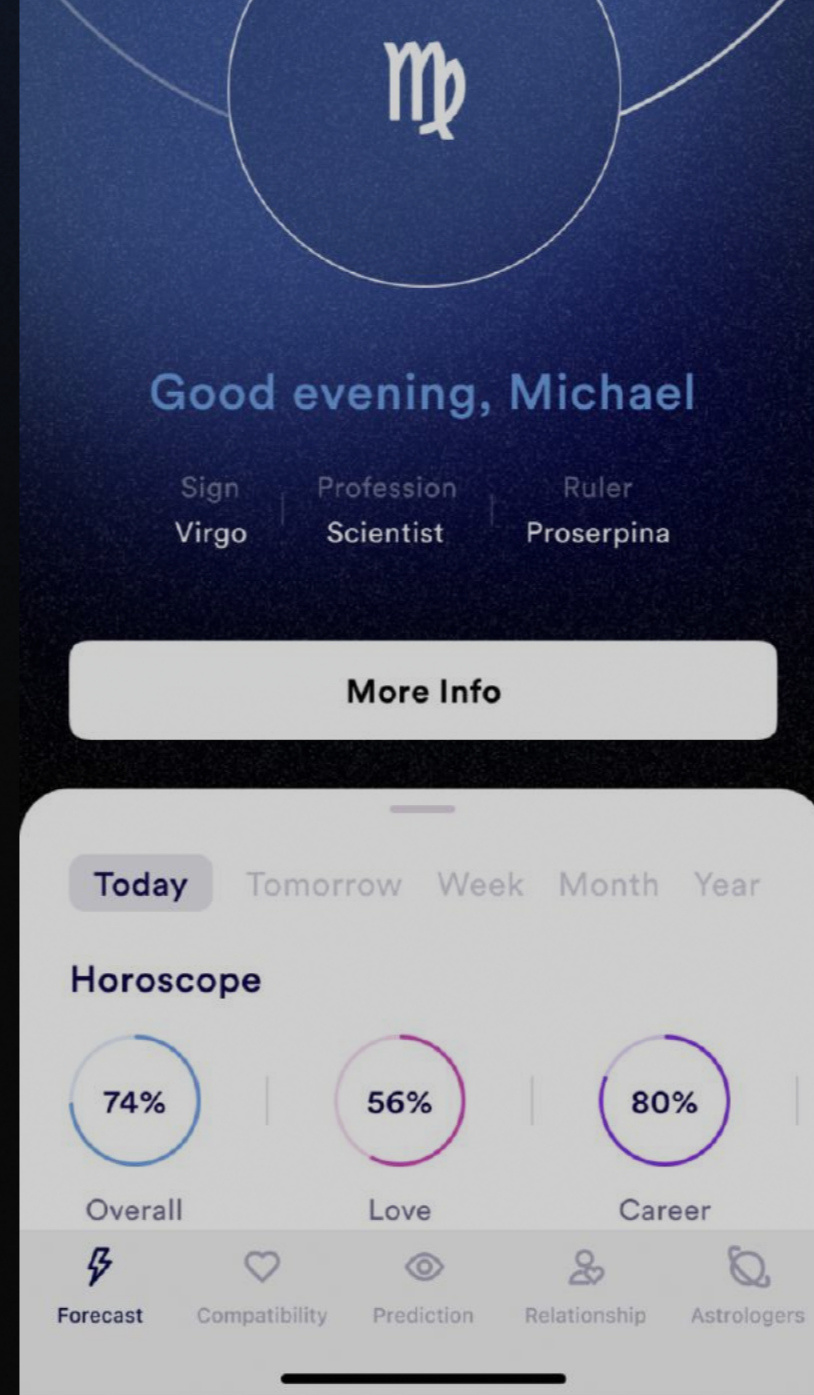 Good evening, Michael
Sign Profession Ruler
Virgo Scientist Proserpina
More Info
Today Tomorrow Week Month Year
Horoscope
74% 56% 80%
Overall Love Career
Forecast Compatibility Prediction Relationship Astrologers